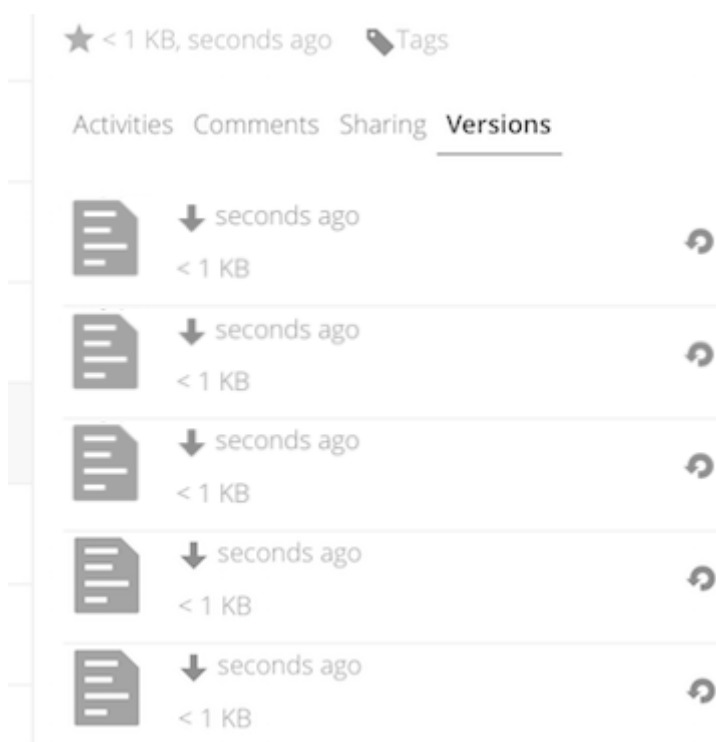 < 1 KB, seconds ago Tags
Activities Comments Sharing Versions
seconds ago
< 1 KB
seconds ago
< 1 KB
seconds ago
< 1 KB
seconds ago
< 1 KB
seconds ago
< 1 KB